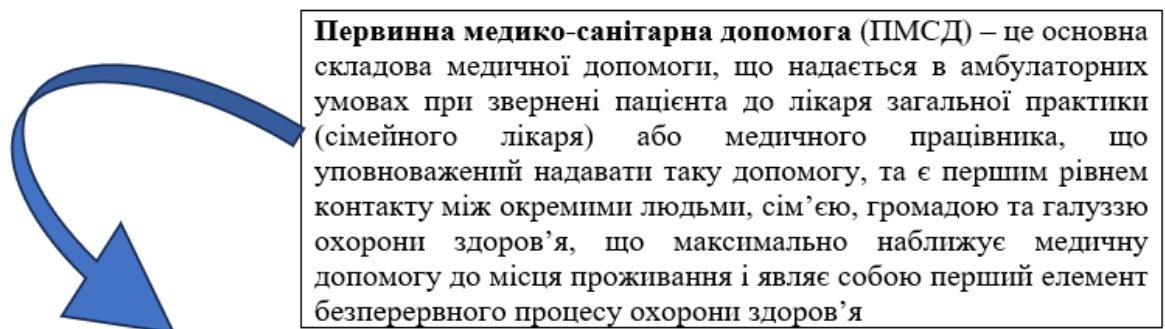 Первинна медико-санітарна допомога (ПМСД) – це основна
складова медичної допомоги, що надається в амбулаторних
умовах при звернені пацієнта до лікаря загальної практики
(сімейного лікаря) або медичного працівника, що
уповноважений надавати таку допомогу, та є першим рівнем
контакту між окремими людьми, сім’єю, громадою та галуззю
охорони здоров’я, що максимально наближує медичну
допомогу до місця проживання і являє собою перший елемент
безперервного процесу охорони здоров’я